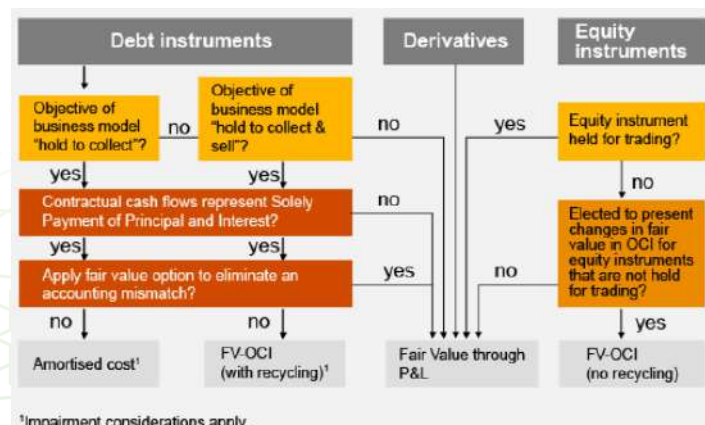 Debt instruments
Derivatives
Equity
instruments
Objective of
business model
"hold to collect"?
no
Objective of
business model
"hold to collect &
sell"?
no
yes
Equity instrument
held for trading?
yes
yes
no
Contractual cash flows represent Solely
Payment of Principal and Interest?
no
Elected to present
changes in fair
value in OCI for
equity instruments
that are not held
for trading?
yes
yes
Apply fair value option to eliminate an
accounting mismatch?
yes
no
no
no
yes
Amortised cost¹
FV-OCI
(with recycling)¹
Fair Value through
P&L
FV-OCI
(no recycling)
¹Impairment considerations apply